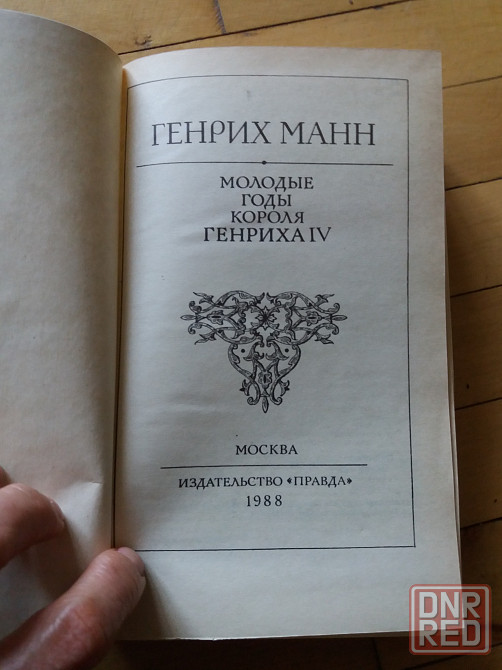 ГЕНРИХ МАНН
МОЛОДЫЕ
ГОДЫ
КОРОЛЯ
ГЕНРИХА IV
МОСКВА
ИЗДАТЕЛЬСТВО «ПРАВДА»
1988
DNR
RED